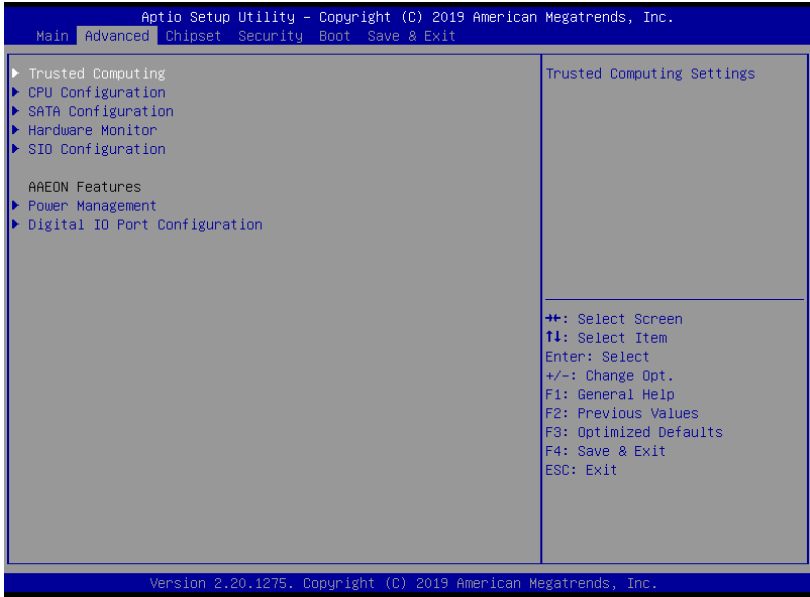 Aptio Setup Utility – Copyright (C) 2019 American Megatrends, Inc.
Main Advanced Chipset Security Boot Save & Exit
Trusted Computing
CPU Configuration
SATA Configuration
Hardware Monitor
SIO Configuration
AAEON Features
Power Management
Digital IO Port Configuration
Trusted Computing Settings
→←: Select Screen
↑↓: Select Item
Enter: Select
+/-: Change Opt.
F1: General Help
F2: Previous Values
F3: Optimized Defaults
F4: Save & Exit
ESC: Exit
Version 2.20.1275. Copyright (C) 2019 American Megatrends, Inc.